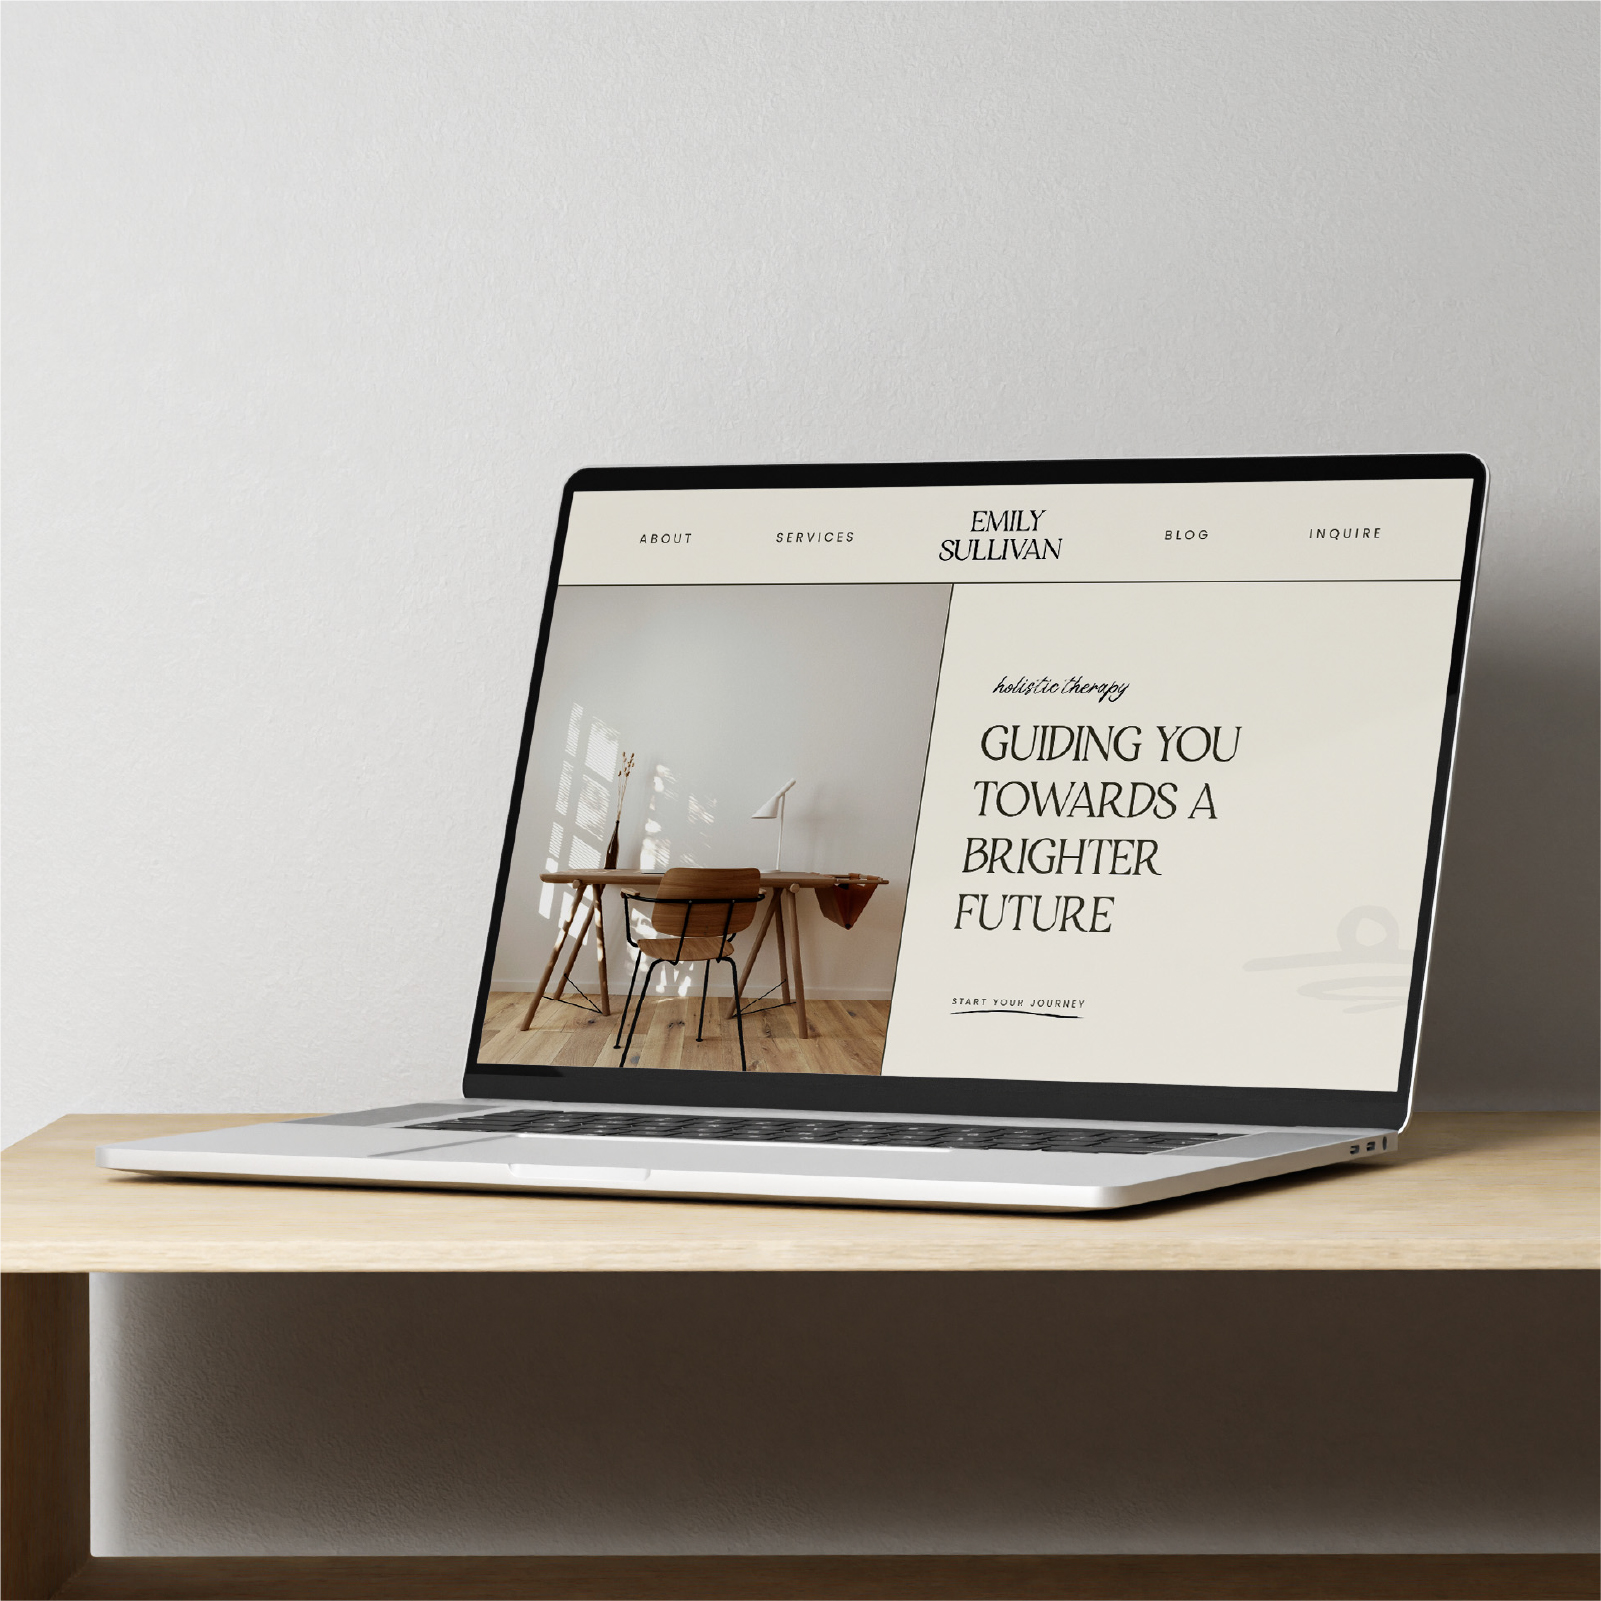 ABOUT
SERVICES
EMILY
SULLIVAN
BLOG
INQUIRE
holistic therapy
GUIDING YOU
TOWARDS A
BRIGHTER
FUTURE
START YOUR JOURNEY